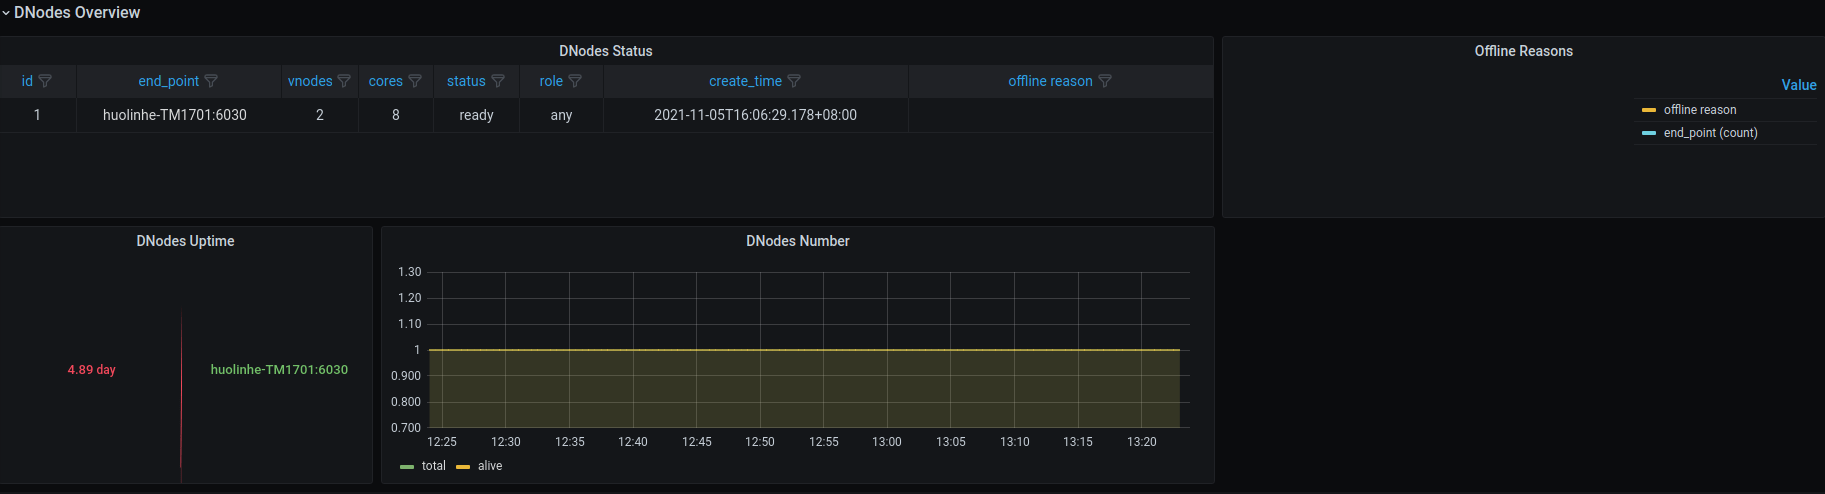 DNodes Overview
DNodes Status
id end_point vnodes cores status role create_time offline reason
1 huolinhe-TM1701:6030 2 8 ready any 2021-11-05T16:06:29.178+08:00
Offline Reasons
Value
offline reason
end_point (count)
DNodes Uptime
4.89 day huolinhe-TM1701:6030
DNodes Number
1.30
1.20
1.10
1
0.900
0.800
0.700
12:25 12:30 12:35 12:40 12:45 12:50 12:55 13:00 13:05 13:10 13:15 13:20
total alive